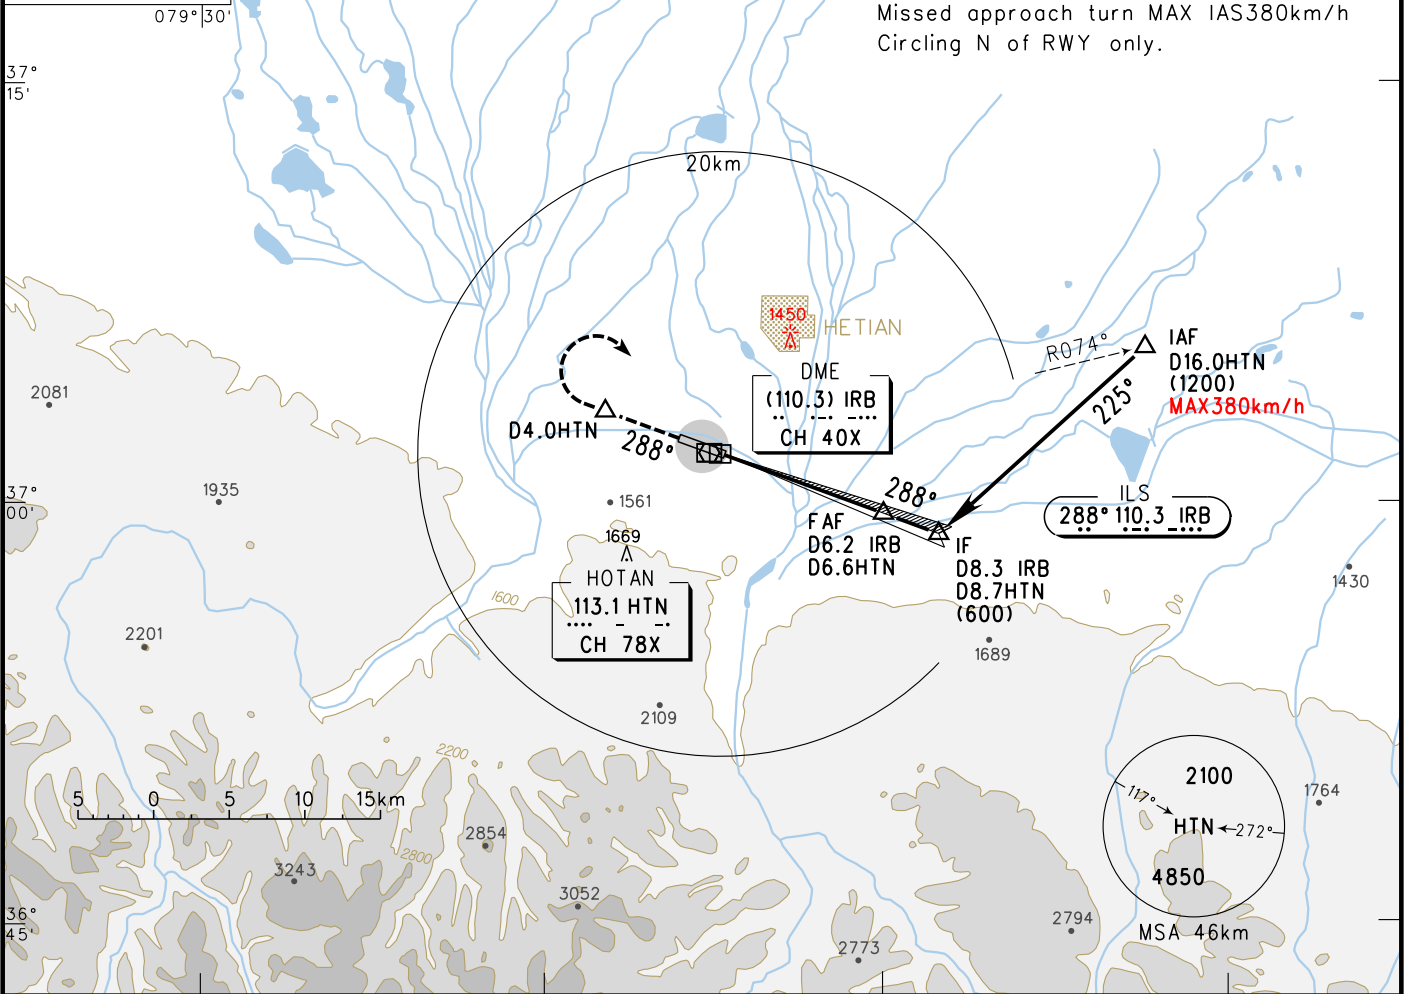 079°30'
Missed approach turn MAX IAS380km/h
Circling N of RWY only.
37°
15'
20km
1450
HETIAN
R074°
IAF
D16.0HTN
(1200)
MAX380km/h
225°
DME
(110.3) IRB
.. .-. -...
CH 40X
2081
D4.0HTN
288°
288°
1935
37°
00'
1561
1669
ILS
288° 110.3 IRB
.. .-. -...
FAF
D6.2 IRB
D6.6HTN
IF
D8.3 IRB
D8.7HTN
(600)
HOTAN
113.1 HTN
.... - -.
CH 78X
1600
1430
2201
1689
2109
2200
5 0 5 10 15km
2854
2800
3243
3052
2773
2794
1764
2100
117°
HTN
272°
4850
MSA 46km
36°
45'